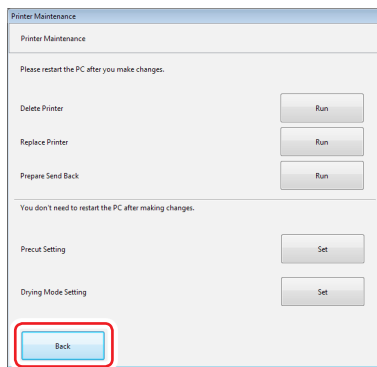 Printer Maintenance
Printer Maintenance
Please restart the PC after you make changes.
Delete Printer Run
Replace Printer Run
Prepare Send Back Run
You don't need to restart the PC after making changes.
Precut Setting Set
Drying Mode Setting Set
Back